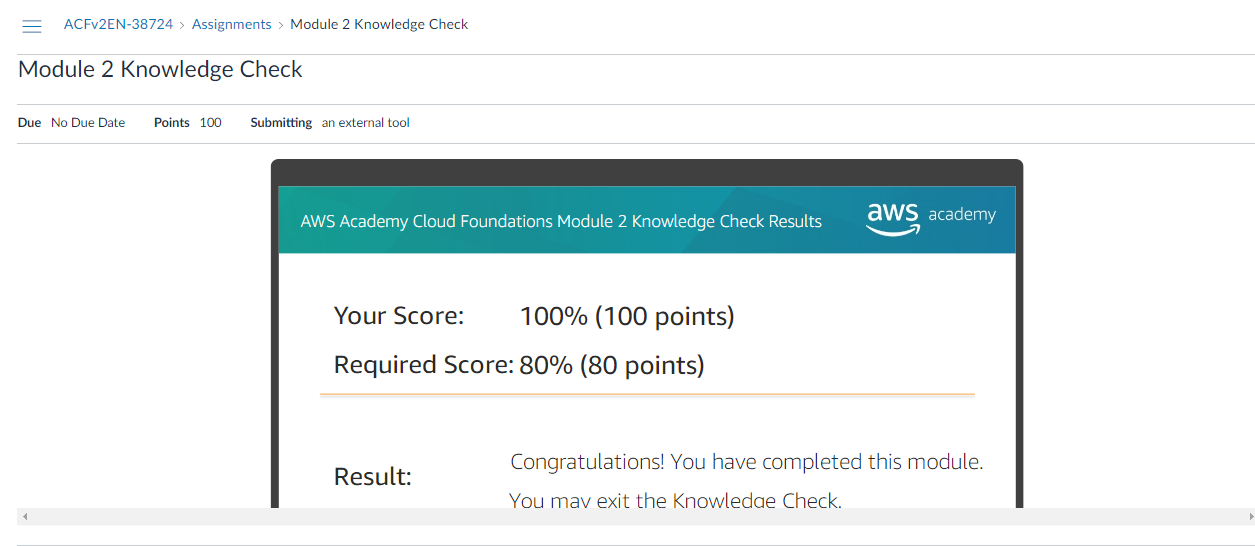 ACFv2EN-38724 > Assignments > Module 2 Knowledge Check
Module 2 Knowledge Check
Due No Due Date Points 100 Submitting an external tool
AWS Academy Cloud Foundations Module 2 Knowledge Check Results
aws academy
Your Score: 100% (100 points)
Required Score: 80% (80 points)
Result: Congratulations! You have completed this module.
You may exit the Knowledge Check.